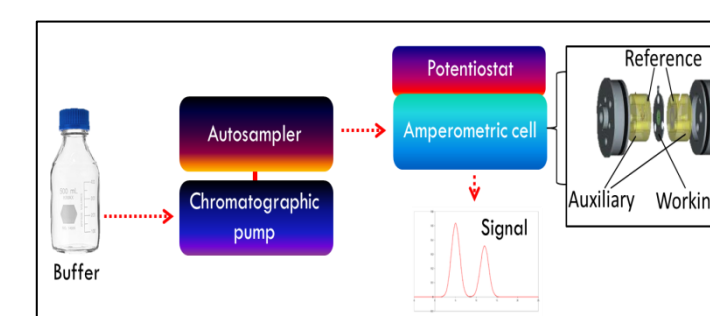 Reference
Potentiostat
Autosampler
Amperometric cell
Chromatographic
pump
Auxiliary
Workin
Signal
Buffer